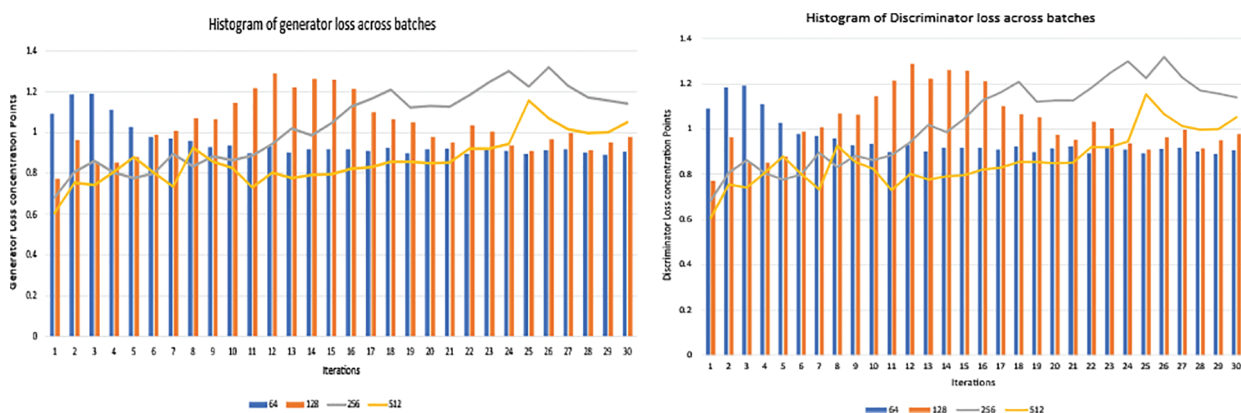 Histogram of generator loss across batches
Generator Loss concentration Points
1.4
1.2
1
0.8
0.6
0.4
0.2
0
1 2 3 4 5 6 7 8 9 10 11 12 13 14 15 16 17 18 19 20 21 22 23 24 25 26 27 28 29 30
Iterations
64 128 256 512
Histogram of Discriminator loss across batches
Discriminator Loss concentration Points
1.4
1.2
1
0.8
0.6
0.4
0.2
0
1 2 3 4 5 6 7 8 9 10 11 12 13 14 15 16 17 18 19 20 21 22 23 24 25 26 27 28 29 30
Iterations
64 128 256 512